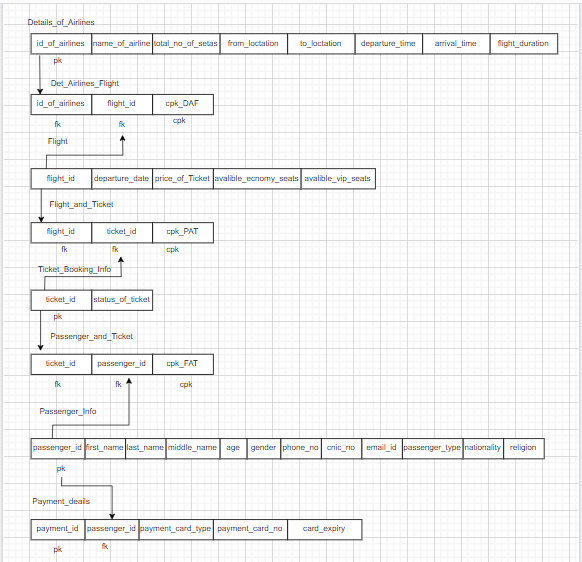 Details_of_Airlines
id_of_airlines name_of_airline total_no_of_setas from_loctation to_loctation departure_time arrival_time flight_duration
pk
Det_Airlines_Flight
id_of_airlines flight_id cpk_DAF
fk fk cpk
Flight
flight_id departure_date price_of_Ticket avalible_ecnomy_seats avalible_vip_seats
Flight_and_Ticket
flight_id ticket_id cpk_PAT
fk fk cpk
Ticket_Booking_Info
ticket_id status_of_ticket
pk
Passenger_and_Ticket
ticket_id passenger_id cpk_FAT
fk fk cpk
Passenger_Info
passenger_id first_name last_name middle_name age gender phone_no cnic_no email_id passenger_type nationality religion
pk
Payment_deails
payment_id passenger_id payment_card_type payment_card_no card_expiry
pk fk